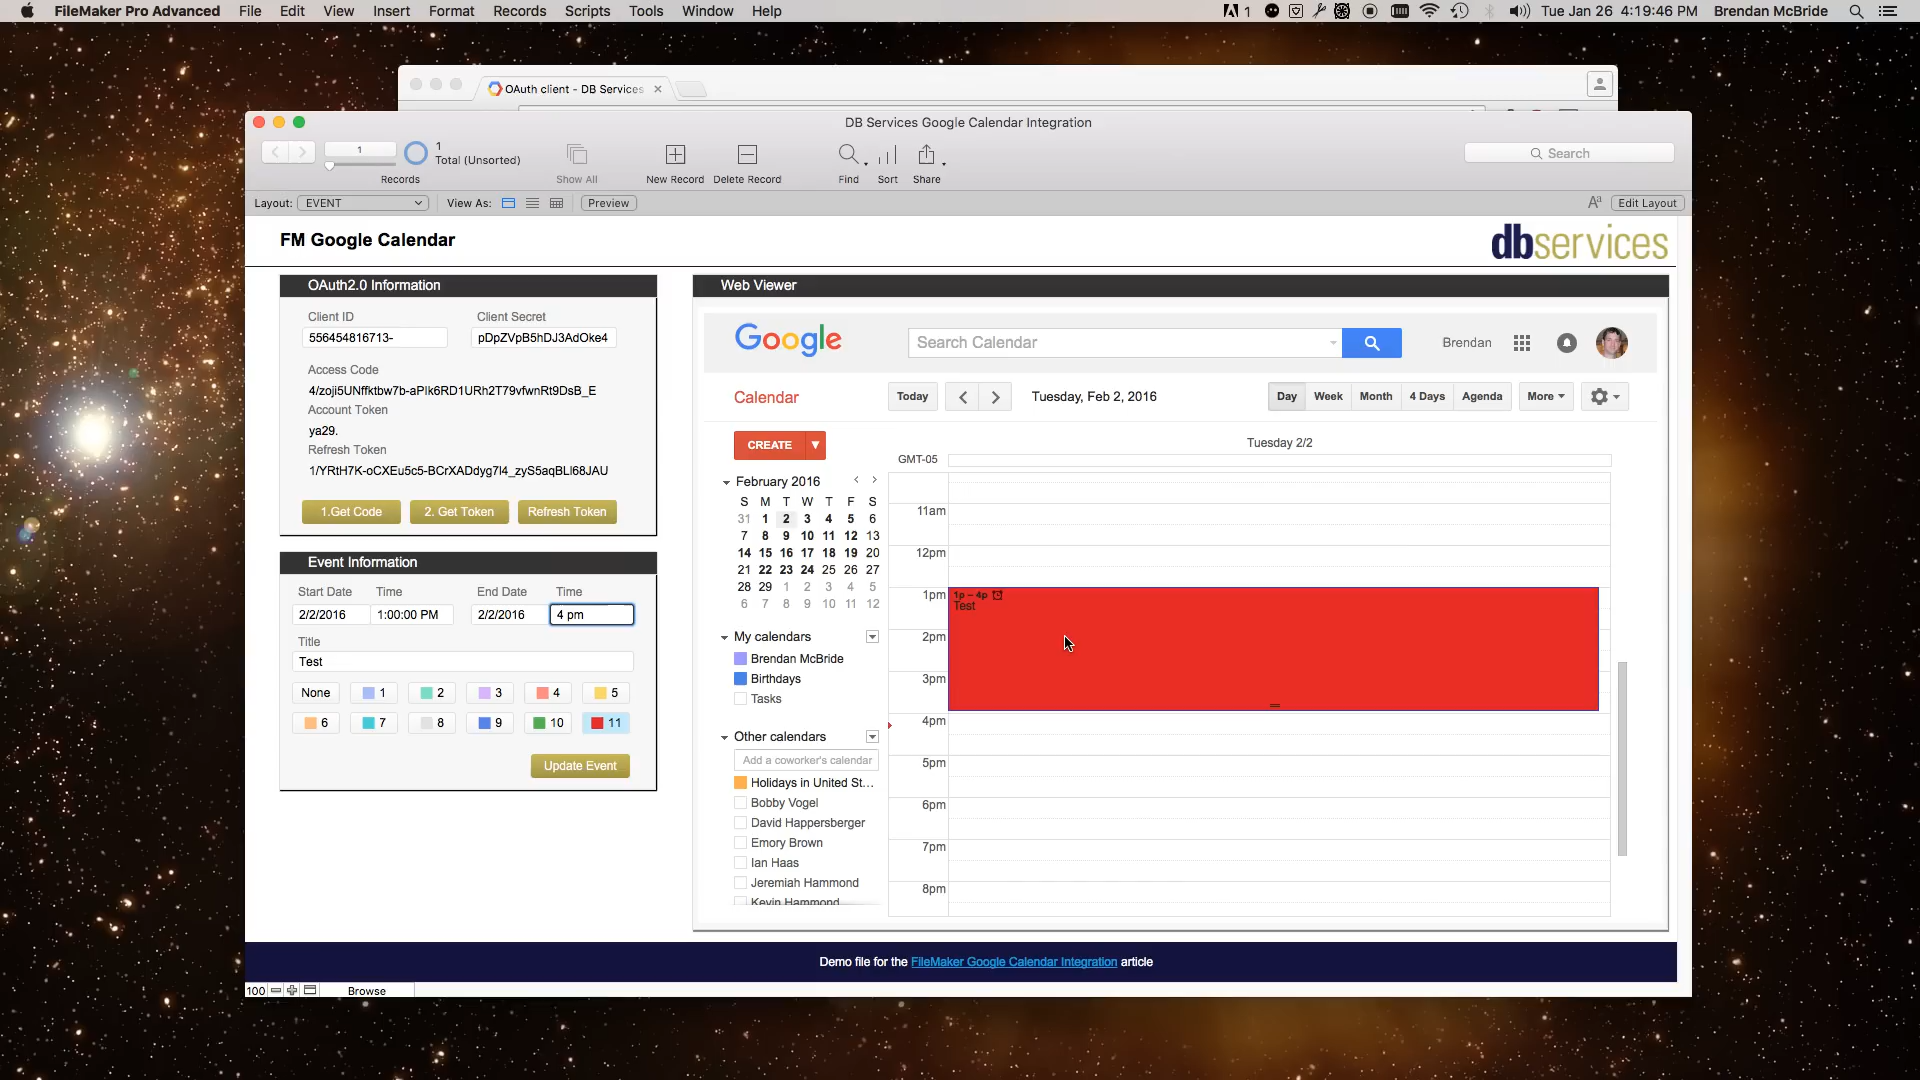 FileMaker Pro Advanced File Edit View Insert Format Records Scripts Tools Window Help
1 Tue Jan 26 4:19:46 PM Brendan McBride
OAuth client - DB Services
DB Services Google Calendar Integration
1
1
Total (Unsorted)
Search
Records Show All New Record Delete Record Find Sort Share
Layout: EVENT View As: Preview Aa Edit Layout
FM Google Calendar
dbservices
OAuth2.0 Information
Client ID Client Secret
556454816713- pDpZVpB5hDJ3AdOke4
Access Code
4/zoji5UNffktbw7b-aPlk6RD1URh2T79vfwnRt9DsB_E
Account Token
ya29.
Refresh Token
1/YRtH7K-oCXEu5c5-BCrXADdyg7l4_zyS5aqBLl68JAU
1.Get Code 2. Get Token Refresh Token
Event Information
Start Date Time End Date Time
2/2/2016 1:00:00 PM 2/2/2016 4 pm
Title
Test
None 1 2 3 4 5
6 7 8 9 10 11
Update Event
Web Viewer
Google Search Calendar Brendan
Calendar Today Tuesday, Feb 2, 2016 Day Week Month 4 Days Agenda More
CREATE
February 2016
S M T W T F S
31 1 2 3 4 5 6
7 8 9 10 11 12 13
14 15 16 17 18 19 20
21 22 23 24 25 26 27
28 29 1 2 3 4 5
6 7 8 9 10 11 12
My calendars
Brendan McBride
Birthdays
Tasks
Other calendars
Add a coworker's calendar
Holidays in United St...
Bobby Vogel
David Happersberger
Emory Brown
Ian Haas
Jeremiah Hammond
Kevin Hammond
Tuesday 2/2
GMT-05
11am
12pm
1pm
1p – 4p
Test
2pm
3pm
4pm
5pm
6pm
7pm
8pm
Demo file for the FileMaker Google Calendar Integration article
100 Browse